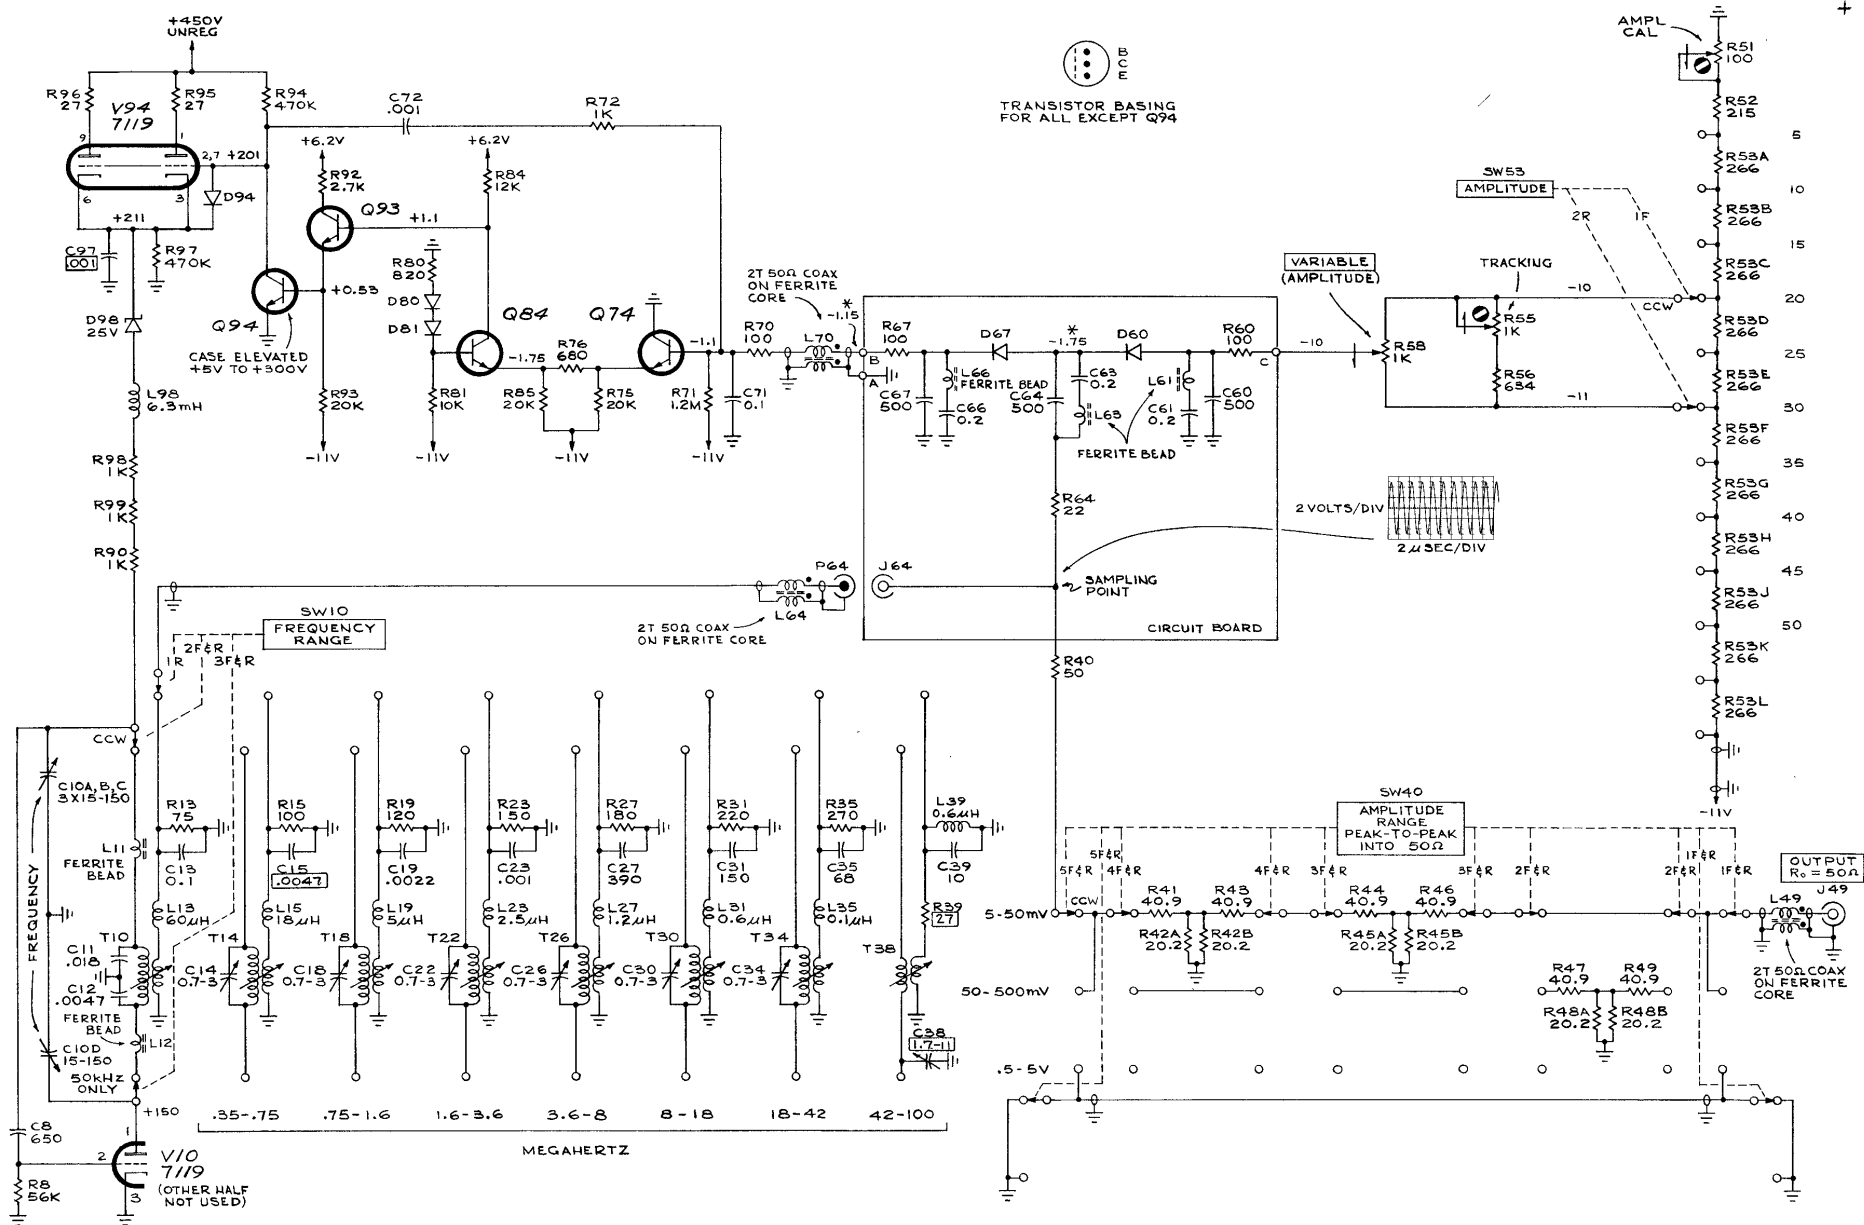 +450V
UNREG
R96
27
V94
7119
R95
27
R94
470K
9
1
2,7 +201
6
3
D94
+211
C97
.001
R97
470K
C72
.001
R72
1K
+6.2V
R92
2.7K
Q93
+1.1
+6.2V
R84
12K
Q94
+0.53
CASE ELEVATED
+5V TO +300V
R93
20K
-11V
R80
820
D80
D81
R81
10K
-11V
Q84
-1.75
R76
680
R85
20K
R75
20K
-11V
Q74
-1.1
R71
1.2M
-11V
C71
0.1
R70
100
2T 50Ω COAX
ON FERRITE
CORE
L70
*
-1.15
B
A
TRANSISTOR BASING
FOR ALL EXCEPT Q94
B
C
E
R67
100
C67
500
L66
FERRITE BEAD
C66
0.2
D67
*
-1.75
C64
500
C63
0.2
L63
D60
L61
C61
0.2
C60
500
R60
100
C
FERRITE BEAD
R64
22
SAMPLING
POINT
P64
J64
L64
2T 50Ω COAX
ON FERRITE CORE
CIRCUIT BOARD
R40
50
2 VOLTS/DIV
2 µSEC/DIV
-10
VARIABLE
(AMPLITUDE)
R58
1K
TRACKING
R55
1K
R56
634
-10
-11
CCW
SW53
AMPLITUDE
2R
1F
AMPL
CAL
R51
100
+
R52
215
5
R53A
266
10
R53B
266
15
R53C
266
20
R53D
266
25
R53E
266
30
R53F
266
35
R53G
266
40
R53H
266
45
R53J
266
50
R53K
266
R53L
266
-11V
D98
25V
L98
6.3mH
R98
1K
R99
1K
R90
1K
SW10
FREQUENCY
RANGE
1R
2F&R
3F&R
CCW
C10A,B,C
3X15-150
FREQUENCY
L11
FERRITE
BEAD
R13
75
C13
0.1
L13
60µH
T10
C11
.018
C12
.0047
FERRITE
BEAD
L12
C10D
15-150
50kHz
ONLY
+150
C8
650
R8
56K
1
2
3
V10
7119
(OTHER HALF
NOT USED)
R15
100
C15
.0047
L15
18µH
T14
C14
0.7-3
.35-.75
R19
120
C19
.0022
L19
5µH
T18
C18
0.7-3
.75-1.6
R23
150
C23
.001
L23
2.5µH
T22
C22
0.7-3
1.6-3.6
R27
180
C27
390
L27
1.2µH
T26
C26
0.7-3
3.6-8
R31
220
C31
150
L31
0.6µH
T30
C30
0.7-3
8-18
R35
270
C35
68
L35
0.1µH
T34
C34
0.7-3
18-42
L39
0.6µH
C39
10
R39
27
T38
C38
1.7-11
42-100
MEGAHERTZ
SW40
AMPLITUDE
RANGE
PEAK-TO-PEAK
INTO 50Ω
5F&R
5F&R
4F&R
4F&R
3F&R
3F&R
2F&R
2F&R
1F&R
1F&R
CCW
5-50mV
R41
40.9
R43
40.9
R42A
20.2
R42B
20.2
R44
40.9
R46
40.9
R45A
20.2
R45B
20.2
50-500mV
R47
40.9
R49
40.9
R48A
20.2
R48B
20.2
.5-5V
OUTPUT
Ro = 50Ω
J49
L49
2T 50Ω COAX
ON FERRITE
CORE